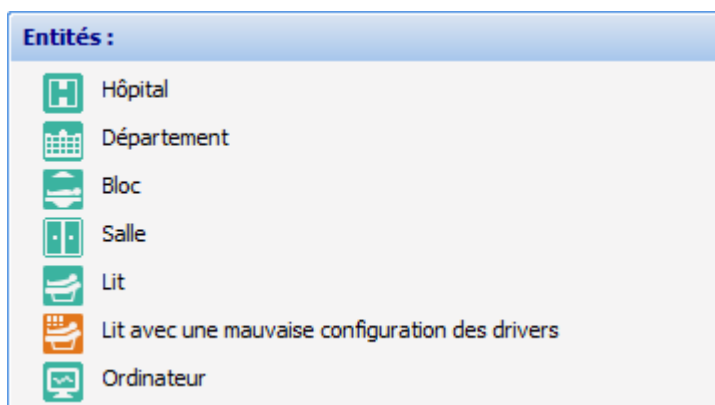 Entités :
Hôpital
Département
Bloc
Salle
Lit
Lit avec une mauvaise configuration des drivers
Ordinateur